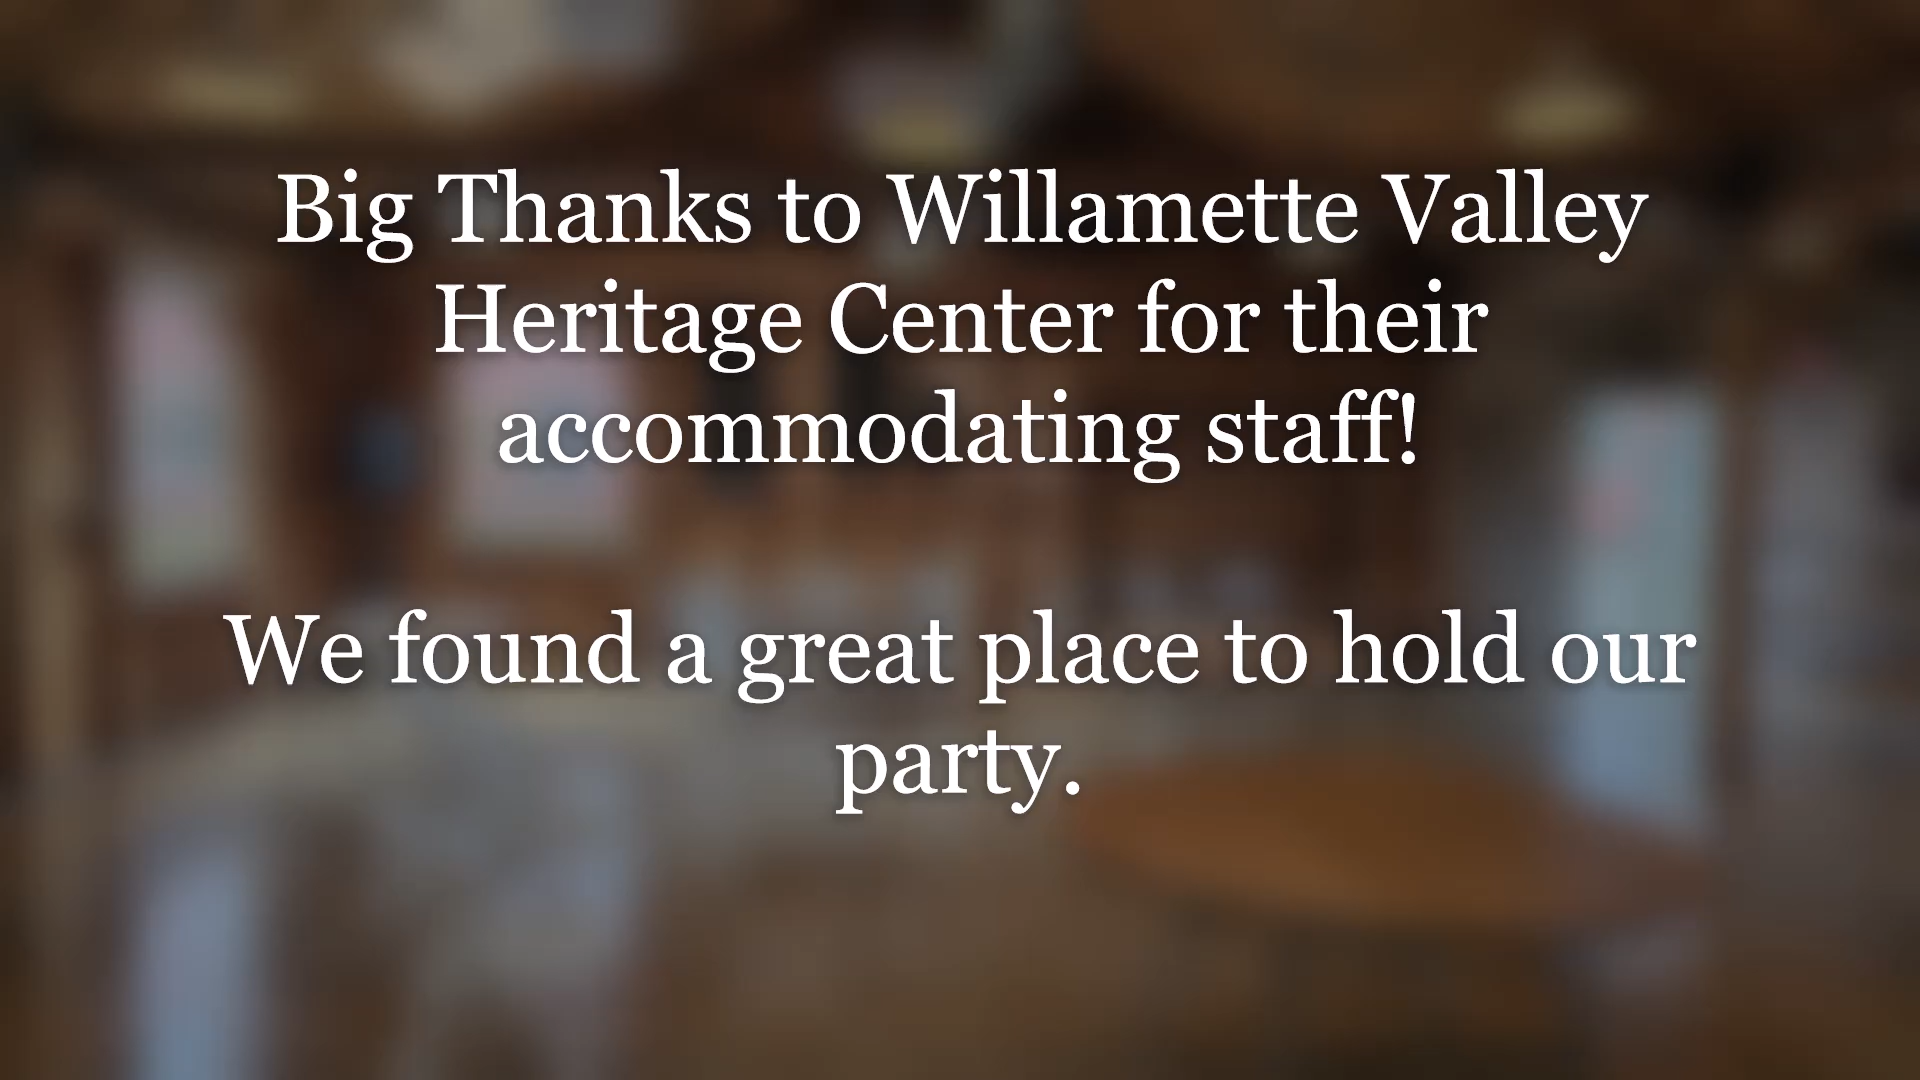 Big Thanks to Willamette Valley
Heritage Center for their
accommodating staff!
We found a great place to hold our
party.